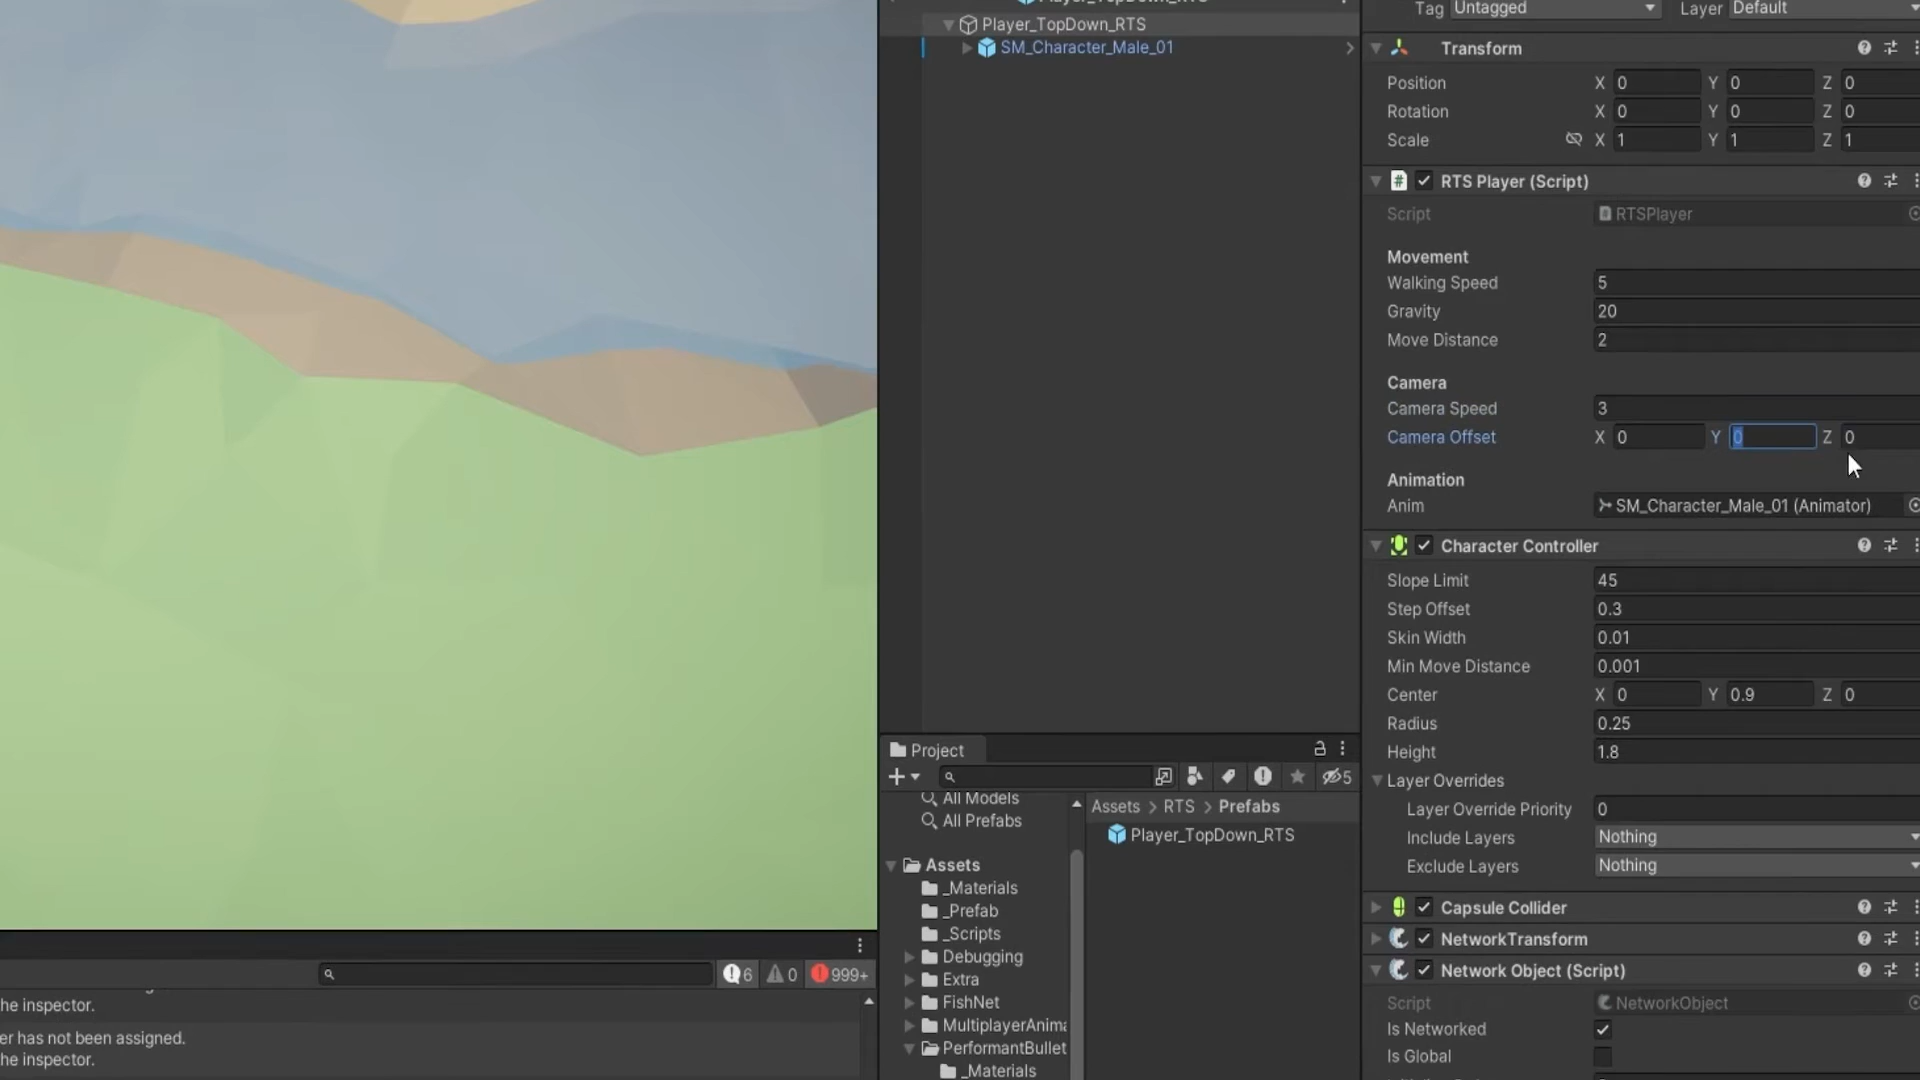 Player_TopDown_RTS
Tag Untagged Layer Default
Player_TopDown_RTS
SM_Character_Male_01
Transform
Position X 0 Y 0 Z 0
Rotation X 0 Y 0 Z 0
Scale X 1 Y 1 Z 1
RTS Player (Script)
Script RTSPlayer
Movement
Walking Speed 5
Gravity 20
Move Distance 2
Camera
Camera Speed 3
Camera Offset X 0 Y 0 Z 0
Animation
Anim SM_Character_Male_01 (Animator)
Character Controller
Slope Limit 45
Step Offset 0.3
Skin Width 0.01
Min Move Distance 0.001
Center X 0 Y 0.9 Z 0
Radius 0.25
Height 1.8
Layer Overrides
Layer Override Priority 0
Include Layers Nothing
Exclude Layers Nothing
Capsule Collider
NetworkTransform
Network Object (Script)
Script NetworkObject
Is Networked
Is Global
Project
5
All Models
All Prefabs
Assets
_Materials
_Prefab
_Scripts
Debugging
Extra
FishNet
MultiplayerAnima
PerformantBullet
_Materials
Assets > RTS > Prefabs
Player_TopDown_RTS
6 0 999+
he inspector.
er has not been assigned.
he inspector.